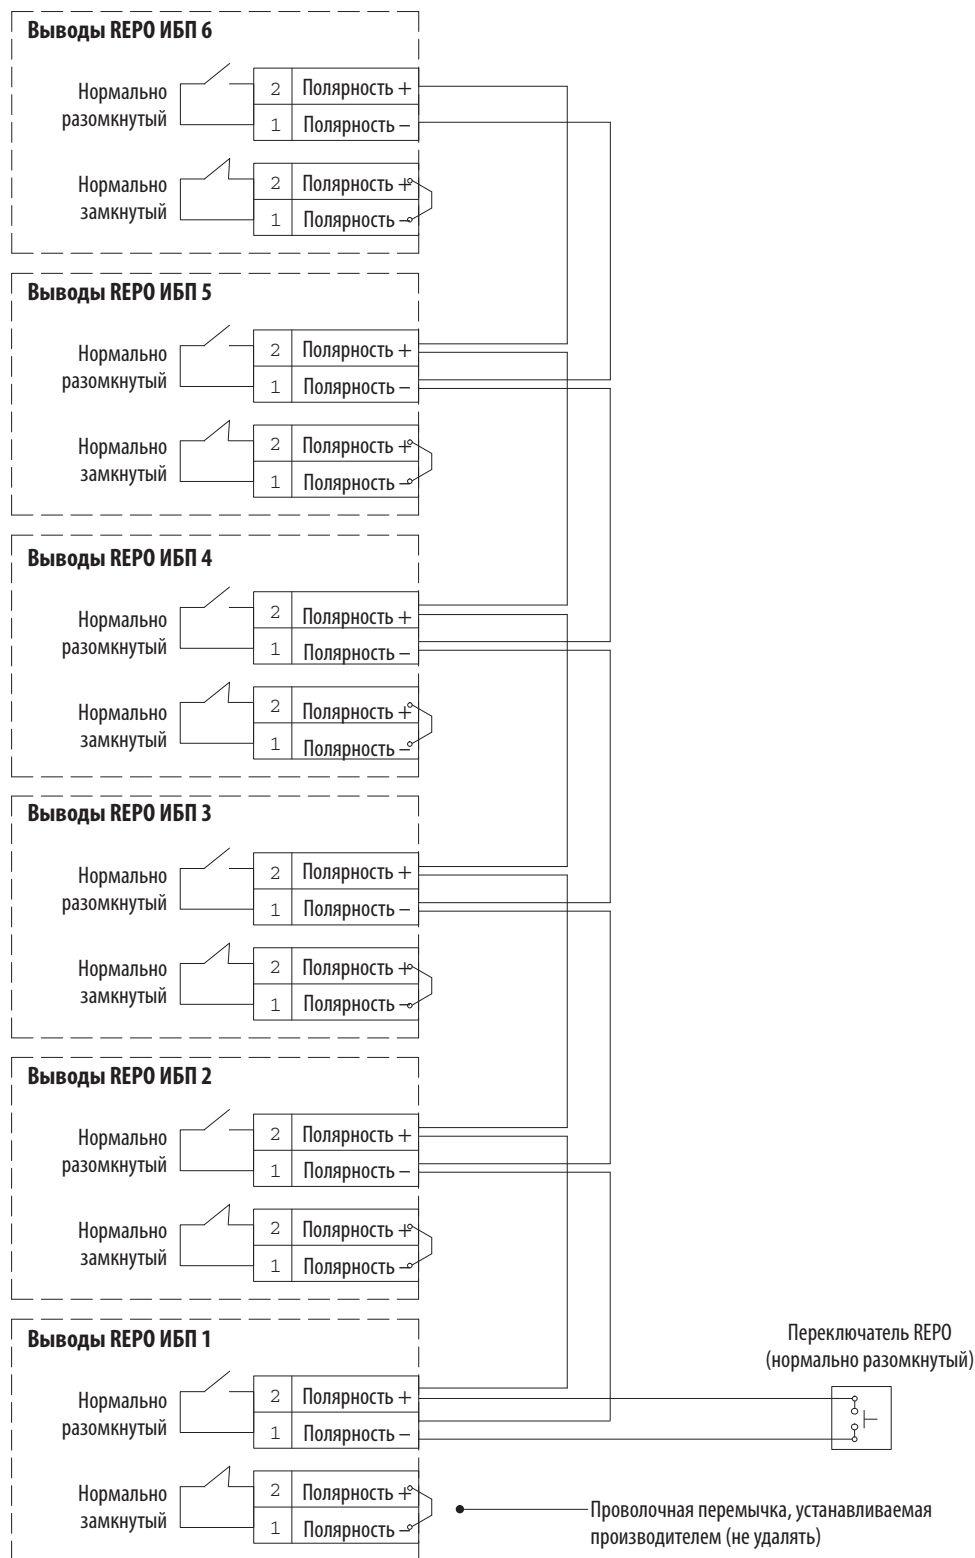 Выводы REPO ИБП 6
Нормально
разомкнутый
2 Полярность +
1 Полярность –
Нормально
замкнутый
2 Полярность +
1 Полярность –
Выводы REPO ИБП 5
Нормально
разомкнутый
2 Полярность +
1 Полярность –
Нормально
замкнутый
2 Полярность +
1 Полярность –
Выводы REPO ИБП 4
Нормально
разомкнутый
2 Полярность +
1 Полярность –
Нормально
замкнутый
2 Полярность +
1 Полярность –
Выводы REPO ИБП 3
Нормально
разомкнутый
2 Полярность +
1 Полярность –
Нормально
замкнутый
2 Полярность +
1 Полярность –
Выводы REPO ИБП 2
Нормально
разомкнутый
2 Полярность +
1 Полярность –
Нормально
замкнутый
2 Полярность +
1 Полярность –
Выводы REPO ИБП 1
Нормально
разомкнутый
2 Полярность +
1 Полярность –
Переключатель REPO
(нормально разомкнутый)
Нормально
замкнутый
2 Полярность +
1 Полярность –
Проволочная перемычка, устанавливаемая
производителем (не удалять)